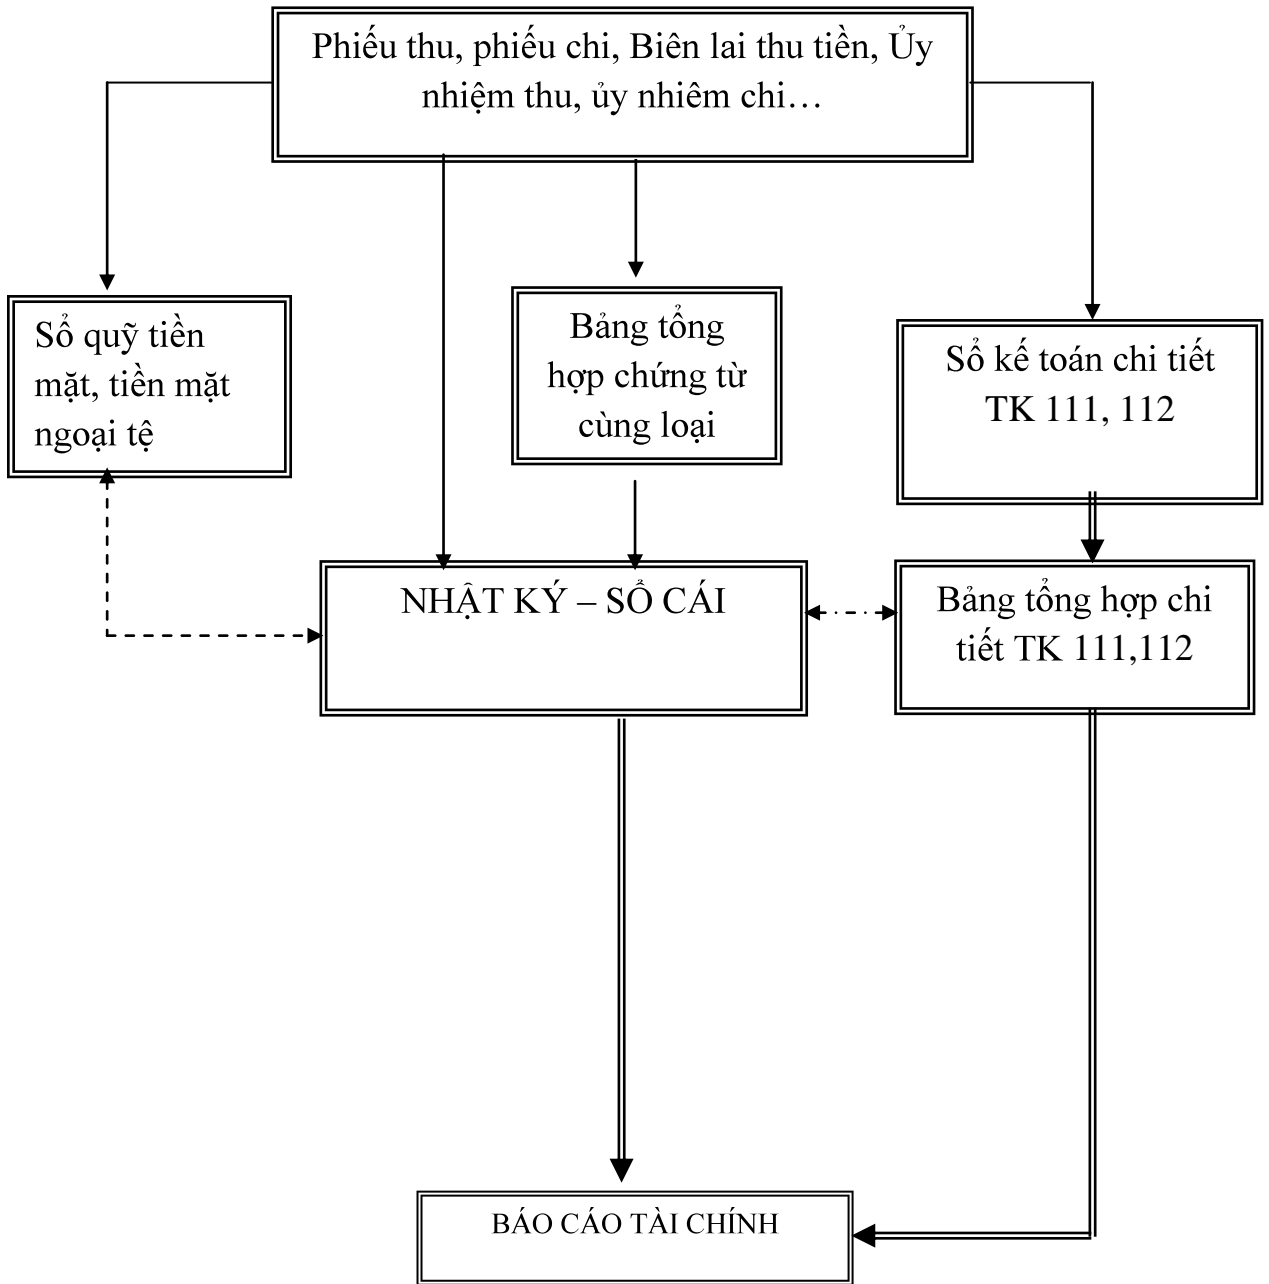 Phiếu thu, phiếu chi, Biên lai thu tiền, Ủy
nhiệm thu, ủy nhiêm chi…
Sổ quỹ tiền
mặt, tiền mặt
ngoại tệ
Bảng tổng
hợp chứng từ
cùng loại
Sổ kế toán chi tiết
TK 111, 112
NHẬT KÝ – SỔ CÁI
Bảng tổng hợp chi
tiết TK 111,112
BÁO CÁO TÀI CHÍNH